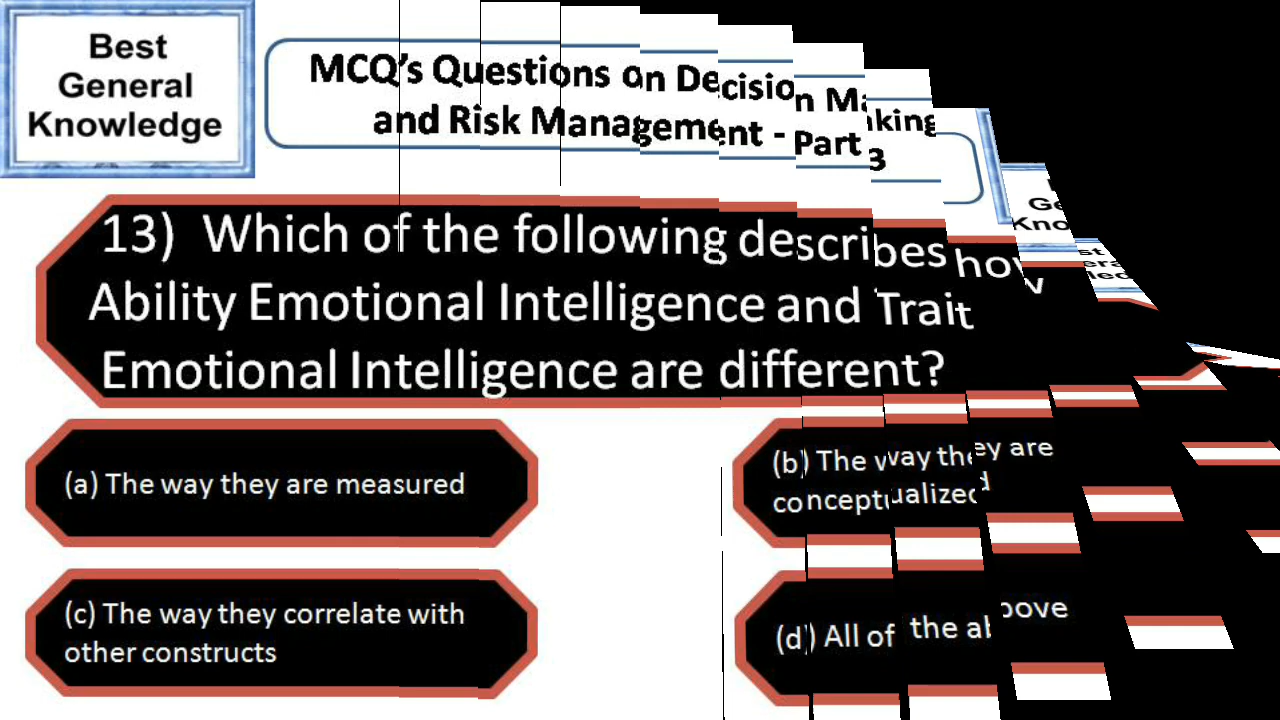 Best
General
Knowledge
MCQ's Questions on Decision Making
and Risk Management - Part 3
13) Which of the following describes how
Ability Emotional Intelligence and Trait
Emotional Intelligence are different?
(a) The way they are measured
(b) The way they are
conceptualized
(c) The way they correlate with
other constructs
(d) All of the above